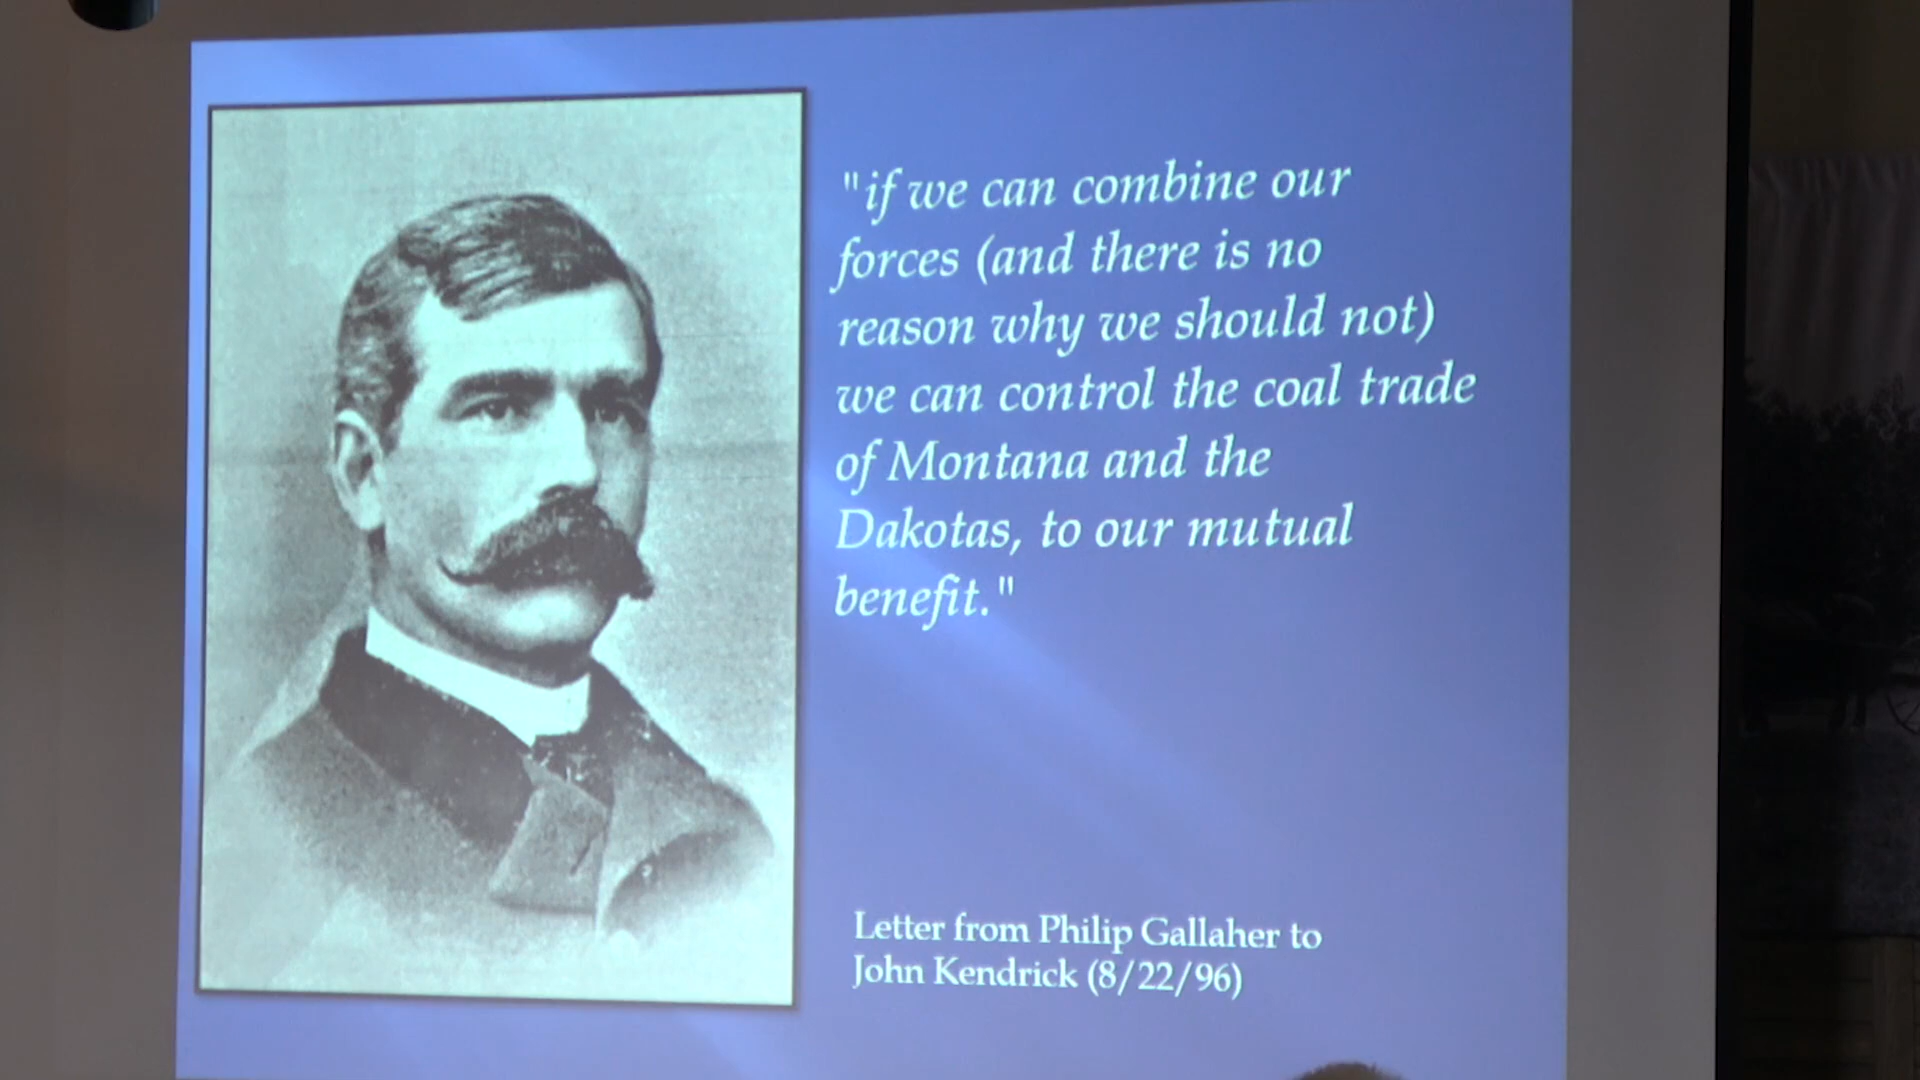 "if we can combine our
forces (and there is no
reason why we should not)
we can control the coal trade
of Montana and the
Dakotas, to our mutual
benefit."
Letter from Philip Gallaher to
John Kendrick (8/22/96)